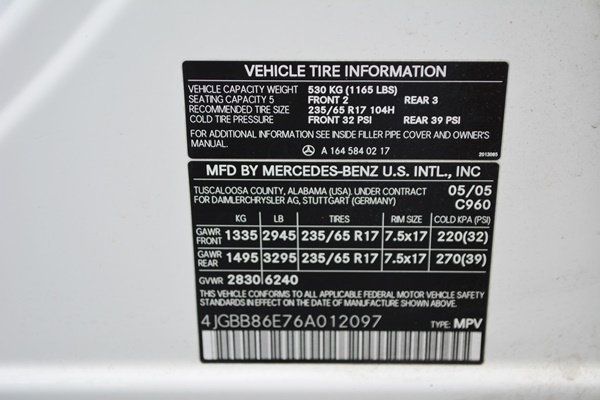 VEHICLE TIRE INFORMATION
VEHICLE CAPACITY WEIGHT 530 KG (1165 LBS)
SEATING CAPACITY 5 FRONT 2 REAR 3
RECOMMENDED TIRE SIZE 235/65 R17 104H
COLD TIRE PRESSURE FRONT 32 PSI REAR 39 PSI
FOR ADDITIONAL INFORMATION SEE INSIDE FILLER PIPE COVER AND OWNER'S
MANUAL.
A 164 584 02 17 2013085
MFD BY MERCEDES-BENZ U.S. INTL., INC
TUSCALOOSA COUNTY, ALABAMA (USA). UNDER CONTRACT 05/05
FOR DAIMLERCHRYSLER AG, STUTTGART (GERMANY) C960
KG LB TIRES RIM SIZE COLD KPA (PSI)
GAWR FRONT 1335 2945 235/65 R17 7.5x17 220(32)
GAWR REAR 1495 3295 235/65 R17 7.5x17 270(39)
GVWR 2830 6240
THIS VEHICLE CONFORMS TO ALL APPLICABLE FEDERAL MOTOR VEHICLE SAFETY
STANDARDS IN EFFECT ON THE DATE OF MANUFACTURE SHOWN ABOVE.
4JGBB86E76A012097 TYPE: MPV